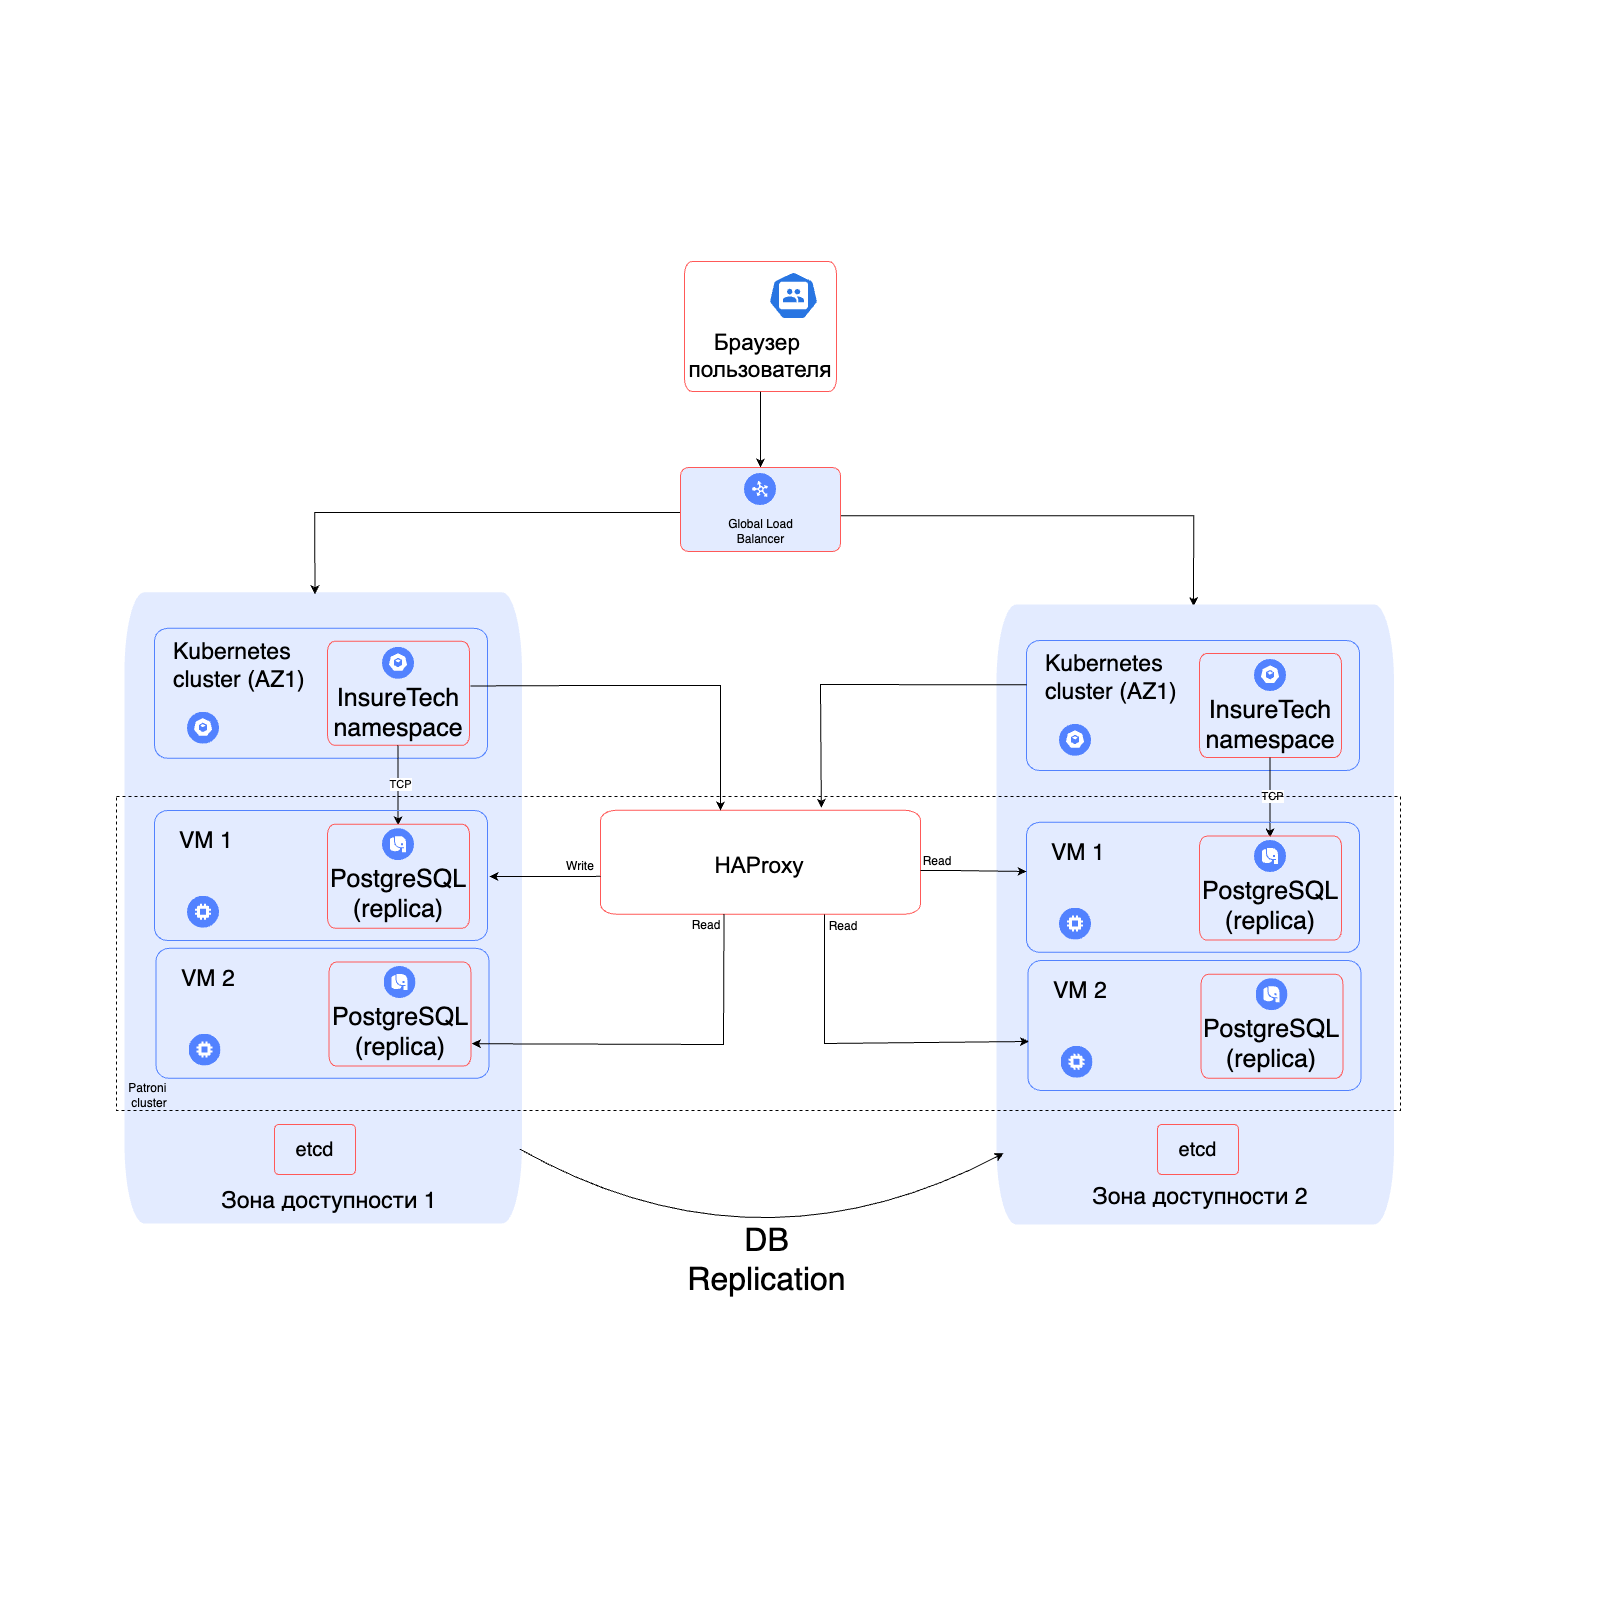 Браузер
пользователя
Global Load
Balancer
Kubernetes
cluster (AZ1)
InsureTech
namespace
Kubernetes
cluster (AZ1)
InsureTech
namespace
TCP
TCP
VM 1
PostgreSQL
(replica)
Write
HAProxy
Read
VM 1
PostgreSQL
(replica)
Read
Read
VM 2
PostgreSQL
(replica)
VM 2
PostgreSQL
(replica)
Patroni
cluster
etcd
etcd
Зона доступности 1
Зона доступности 2
DB
Replication